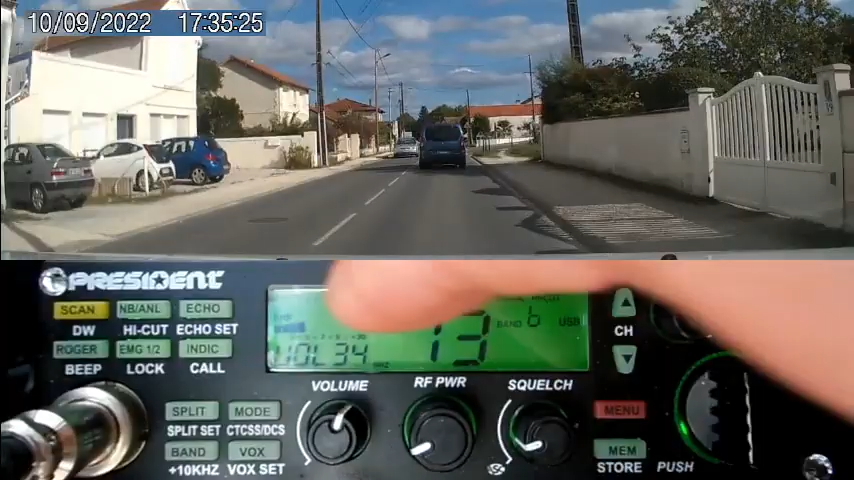 10/09/2022 17:35:25
PRESIDENT
SCAN NB/ANL ECHO
DW HI-CUT ECHO SET
ROGER EMG 1/2 INDIC
BEEP LOCK CALL
SPLIT MODE
SPLIT SET CTCSS/DCS
BAND VOX
+10KHZ VOX SET
VOL34
13
BAND 6 USB
VOLUME RF PWR SQUELCH
CH
MENU
MEM
STORE PUSH